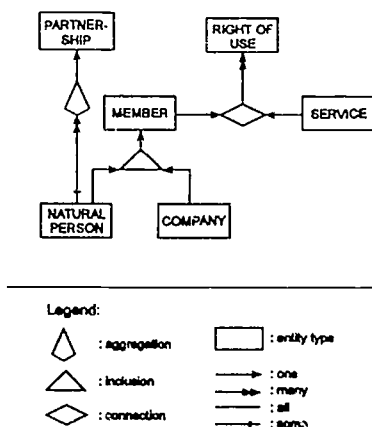 PARTNER-
SHIP
RIGHT OF
USE
MEMBER
SERVICE
NATURAL
PERSON
COMPANY
Legend:
: aggregation
: entity type
: inclusion
: one
: many
: all
: connection
: some